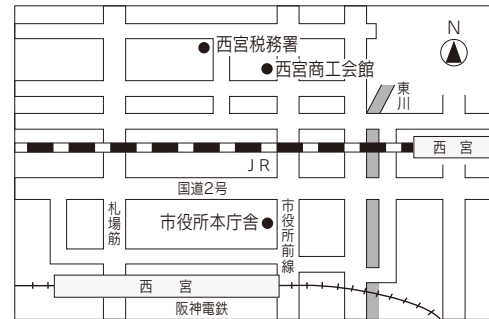 西宮税務署
N
西宮商工会館
東川
西宮
JR
国道2号
札場筋
市役所本庁舎
市役所前線
西宮
阪神電鉄